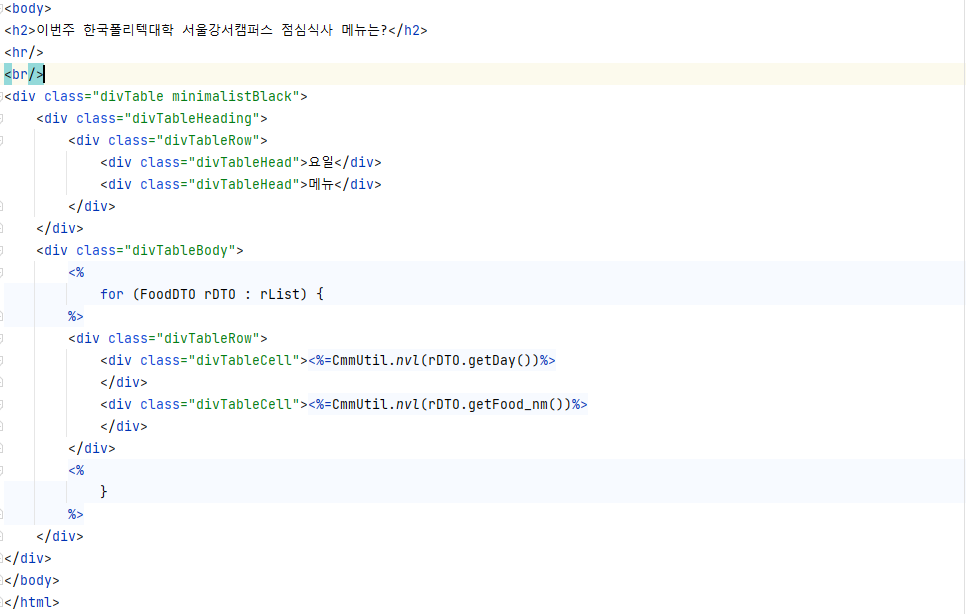 <body>
<h2>이번주 한국폴리텍대학 서울강서캠퍼스 점심식사 메뉴는?</h2>
<hr/>
<br/>
<div class="divTable minimalistBlack">
    <div class="divTableHeading">
        <div class="divTableRow">
            <div class="divTableHead">요일</div>
            <div class="divTableHead">메뉴</div>
        </div>
    </div>
    <div class="divTableBody">
        <%
            for (FoodDTO rDTO : rList) {
        %>
        <div class="divTableRow">
            <div class="divTableCell"><%=CmmUtil.nvl(rDTO.getDay())%>
            </div>
            <div class="divTableCell"><%=CmmUtil.nvl(rDTO.getFood_nm())%>
            </div>
        </div>
        <%
            }
        %>
    </div>
</div>
</body>
</html>